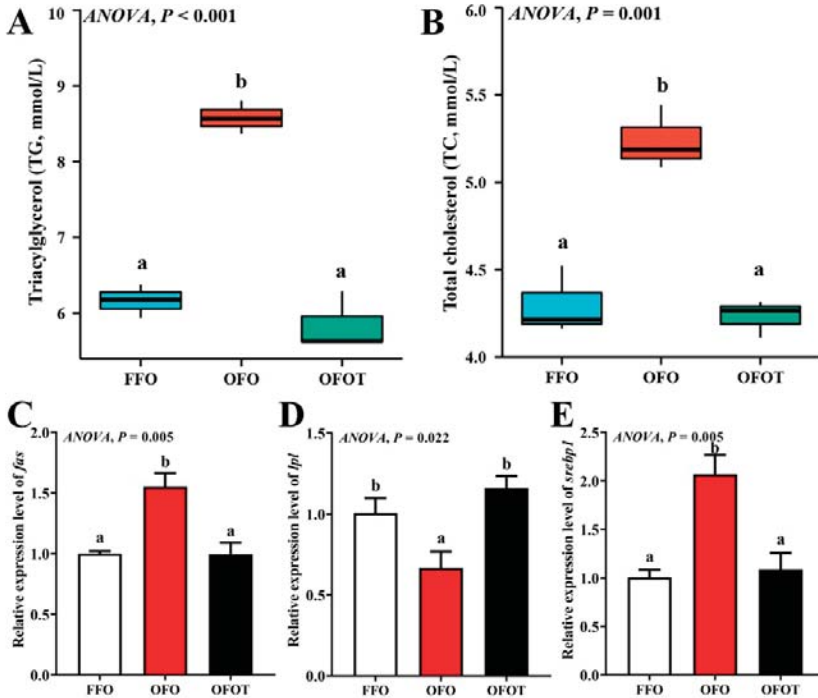 A
ANOVA, P < 0.001
Triacylglycerol (TG, mmol/L)
10
9
8
7
6
a
b
a
FFO
OFO
OFOT
B
ANOVA, P = 0.001
Total cholesterol (TC, mmol/L)
6.0
5.5
5.0
4.5
4.0
a
b
a
FFO
OFO
OFOT
C
ANOVA, P = 0.005
Relative expression level of fas
2.0
1.5
1.0
0.5
0.0
a
b
a
FFO
OFO
OFOT
D
ANOVA, P = 0.022
Relative expression level of lpl
1.5
1.0
0.5
0.0
b
a
b
FFO
OFO
OFOT
E
ANOVA, P = 0.005
Relative expression level of srebp1
2.5
2.0
1.5
1.0
0.5
0.0
a
b
a
FFO
OFO
OFOT